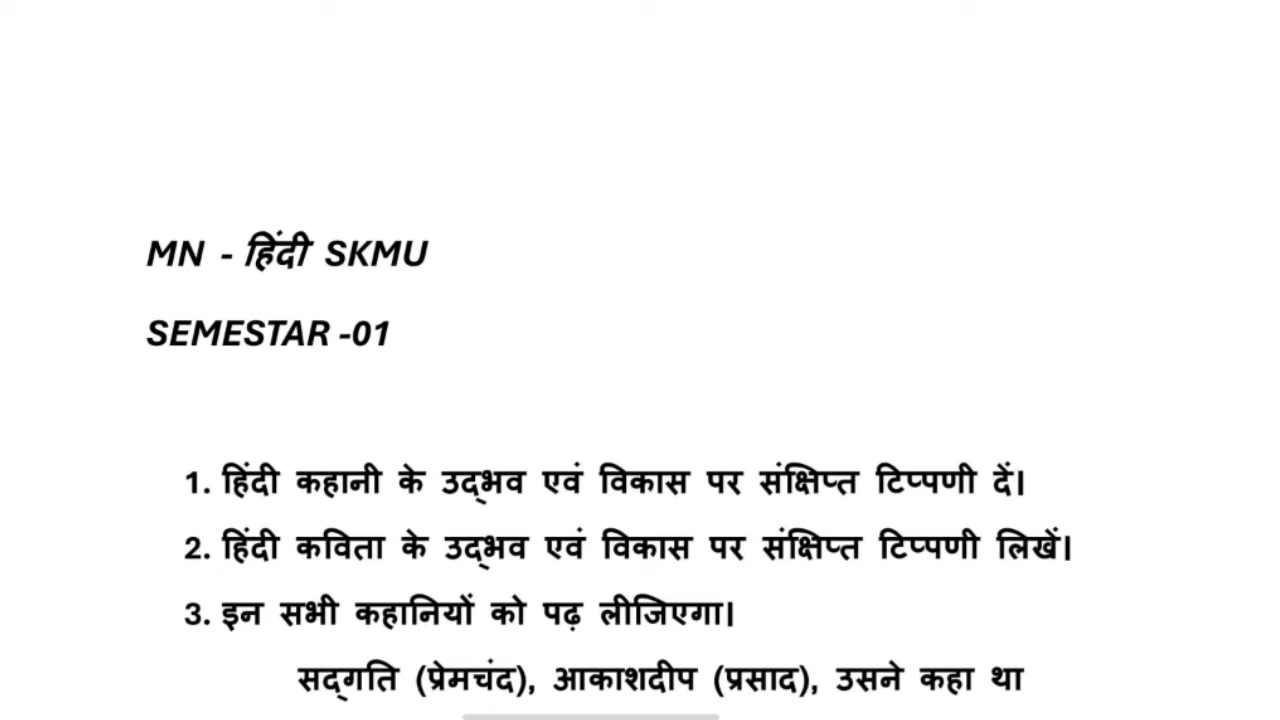 MN - हिंदी SKMU
SEMESTAR -01
1. हिंदी कहानी के उद्भव एवं विकास पर संक्षिप्त टिप्पणी दें।
2. हिंदी कविता के उद्भव एवं विकास पर संक्षिप्त टिप्पणी लिखें।
3. इन सभी कहानियों को पढ़ लीजिएगा।
सद्गति (प्रेमचंद), आकाशदीप (प्रसाद), उसने कहा था